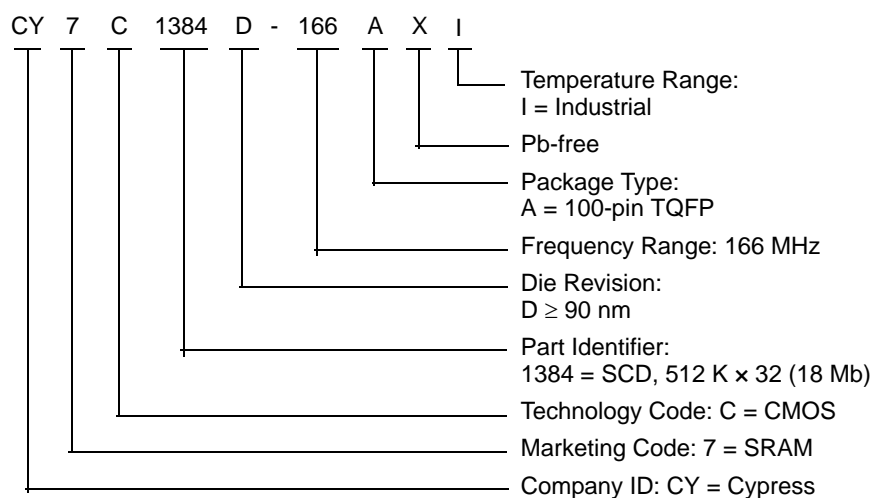 CY 7 C 1384 D - 166 A X I
Temperature Range:
I = Industrial
Pb-free
Package Type:
A = 100-pin TQFP
Frequency Range: 166 MHz
Die Revision:
D ≥ 90 nm
Part Identifier:
1384 = SCD, 512 K × 32 (18 Mb)
Technology Code: C = CMOS
Marketing Code: 7 = SRAM
Company ID: CY = Cypress